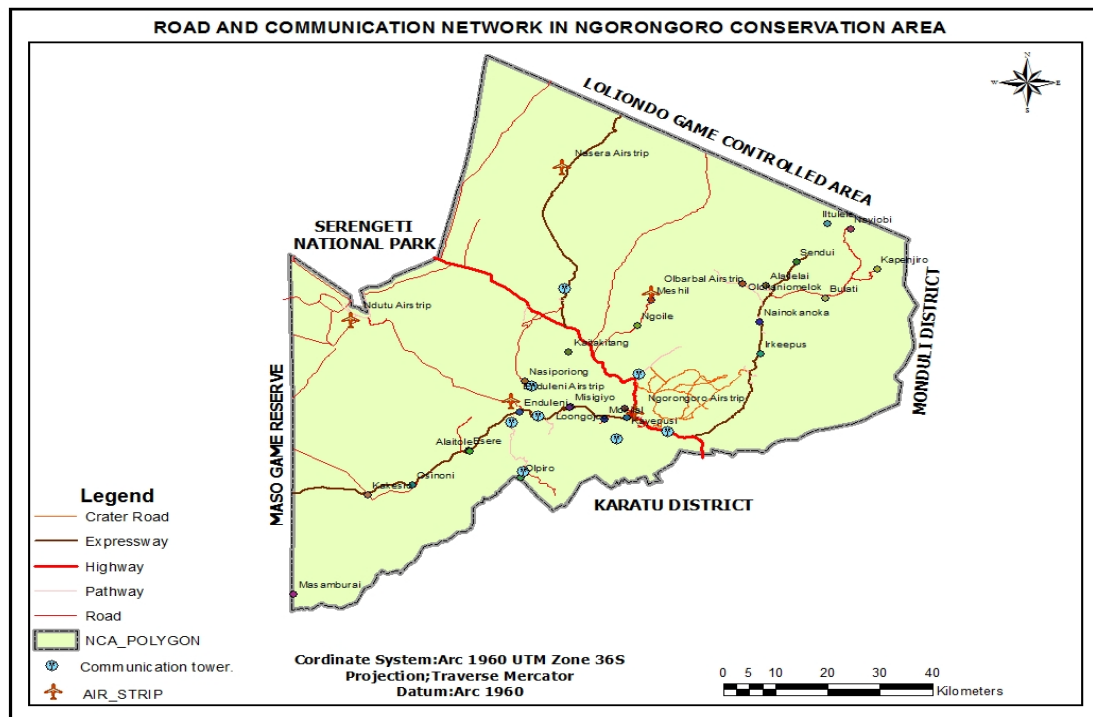 ROAD AND COMMUNICATION NETWORK IN NGORONGORO CONSERVATION AREA
N
W E
S
LOLIONDO GAME CONTROLLED AREA
Nasera Airstrip
SERENGETI
NATIONAL PARK
Iltulele
Nayiobi
Sendui
Kapenjiro
Olbarbal Airstrip
Alailelai
Meshil
Bulati
Ndutu Airstrip
Ngoile
Nainokanoka
Irkeepus
Kaitakitang
Nasiporiong
Enduleni Airstrip
Misigiyo
Ngorongoro Airstrip
Enduleni
Loongojoo
Kayepusi
Alaitole
Esere
Olpiro
Osinoni
Kakesio
MASO GAME RESERVE
MONDULI DISTRICT
KARATU DISTRICT
Masamburai
Legend
Crater Road
Expressway
Highway
Pathway
Road
NCA_POLYGON
Communication tower.
AIR_STRIP
Cordinate System:Arc 1960 UTM Zone 36S
Projection;Traverse Mercator
Datum:Arc 1960
0 5 10 20 30 40
Kilometers